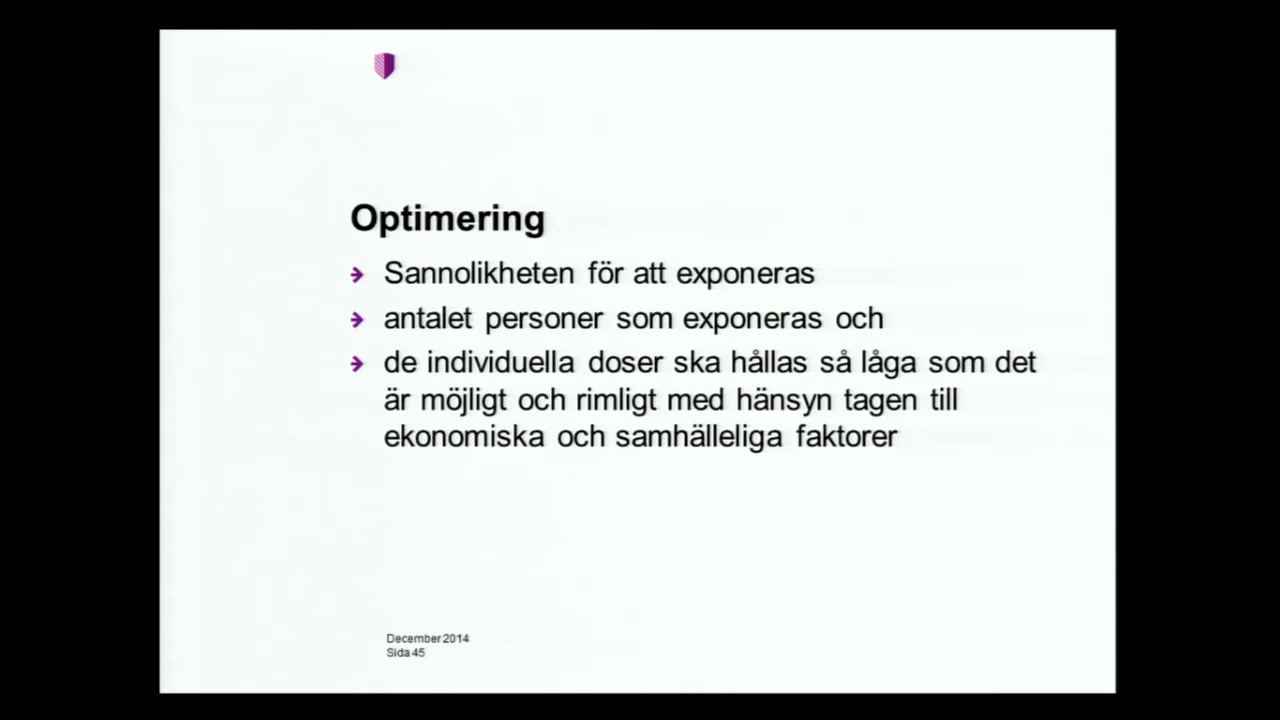 Optimering
Sannolikheten för att exponeras
antalet personer som exponeras och
de individuella doser ska hållas så låga som det
är möjligt och rimligt med hänsyn tagen till
ekonomiska och samhälleliga faktorer
December 2014
Sida 45